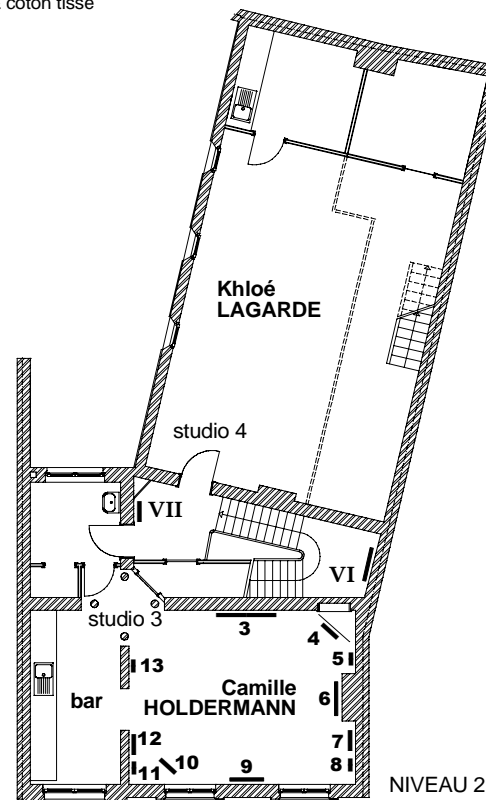 coton tissé
Khloé
LAGARDE
studio 4
VII
VI
studio 3
3
4
5
13
Camille
HOLDERMANN
6
bar
12
7
10
11
9
8
NIVEAU 2